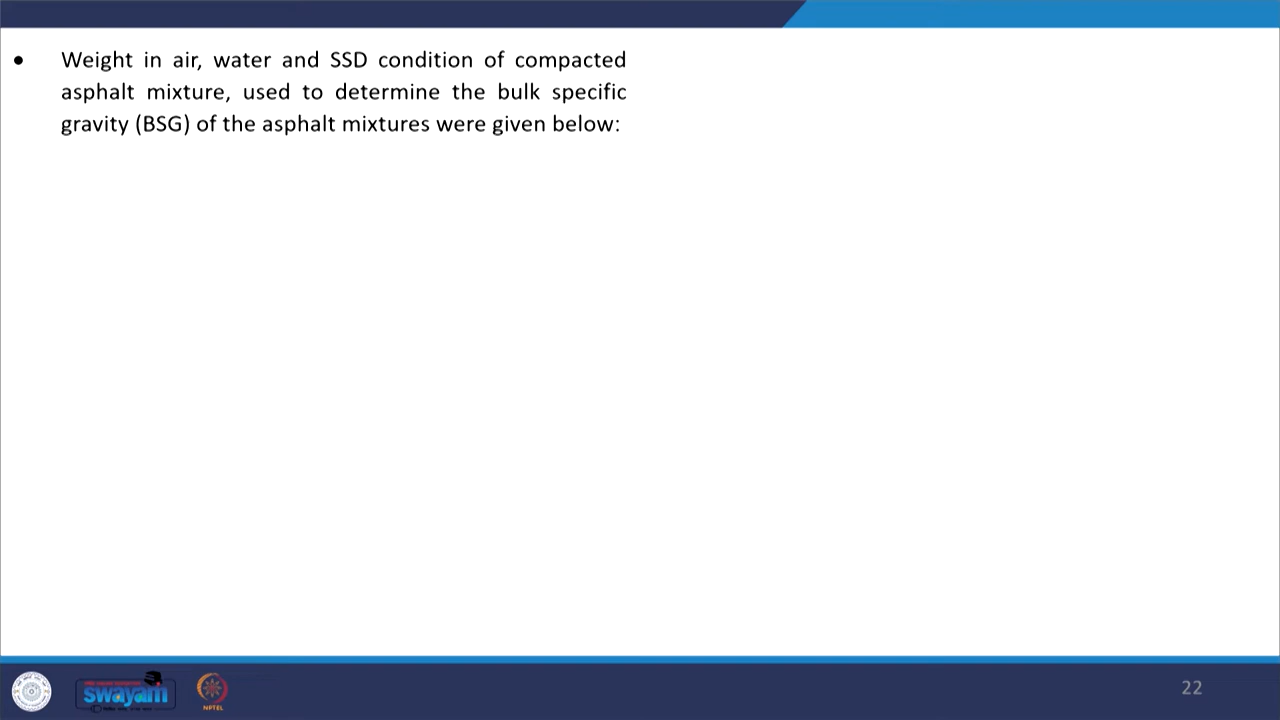 • Weight in air, water and SSD condition of compacted
asphalt mixture, used to determine the bulk specific
gravity (BSG) of the asphalt mixtures were given below:
swayam
NPTEL
22